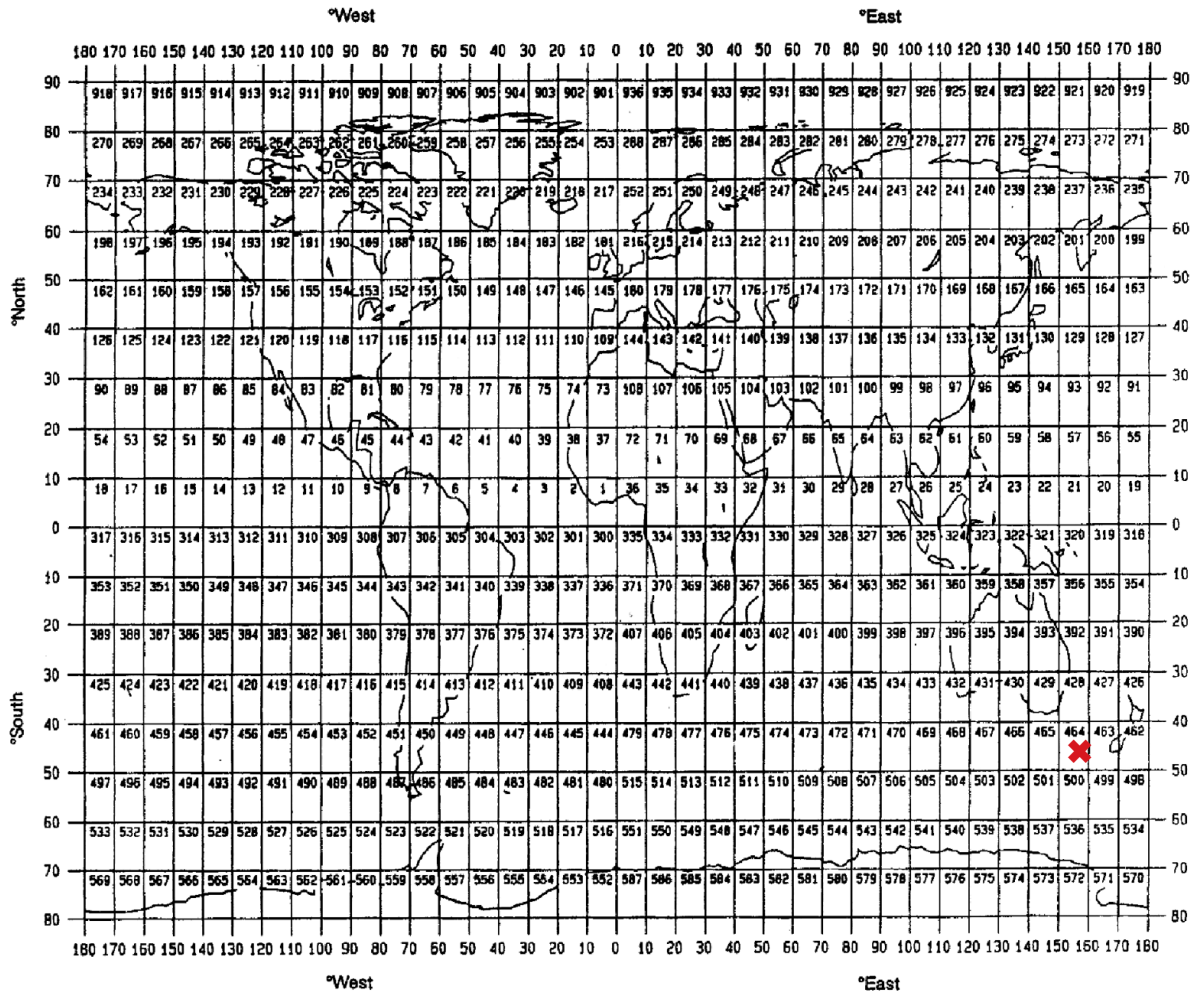 °West °East
180 170 160 150 140 130 120 110 100 90 80 70 60 50 40 30 20 10 0 10 20 30 40 50 60 70 80 90 100 110 120 130 140 150 160 170 180
90 90
918 917 916 915 914 913 912 911 910 909 908 907 906 905 904 903 902 901 936 935 934 933 932 931 930 929 928 927 926 925 924 923 922 921 920 919
80 80
270 269 268 267 266 265 264 263 262 261 260 259 258 257 256 255 254 253 288 287 286 285 284 283 282 281 280 279 278 277 276 275 274 273 272 271
70 70
234 233 232 231 230 229 228 227 226 225 224 223 222 221 220 219 218 217 252 251 250 249 248 247 246 245 244 243 242 241 240 239 238 237 236 235
60 60
198 197 196 195 194 193 192 191 190 189 188 187 186 185 184 183 182 181 216 215 214 213 212 211 210 209 208 207 206 205 204 203 202 201 200 199
50 50
°North
162 161 160 159 158 157 156 155 154 153 152 151 150 149 148 147 146 145 180 179 178 177 176 175 174 173 172 171 170 169 168 167 166 165 164 163
40 40
126 125 124 123 122 121 120 119 118 117 116 115 114 113 112 111 110 109 144 143 142 141 140 139 138 137 136 135 134 133 132 131 130 129 128 127
30 30
90 89 88 87 86 85 84 83 82 81 80 79 78 77 76 75 74 73 108 107 106 105 104 103 102 101 100 99 98 97 96 95 94 93 92 91
20 20
54 53 52 51 50 49 48 47 46 45 44 43 42 41 40 39 38 37 72 71 70 69 68 67 66 65 64 63 62 61 60 59 58 57 56 55
10 10
18 17 16 15 14 13 12 11 10 9 8 7 6 5 4 3 2 1 36 35 34 33 32 31 30 29 28 27 26 25 24 23 22 21 20 19
0 0
317 316 315 314 313 312 311 310 309 308 307 306 305 304 303 302 301 300 335 334 333 332 331 330 329 328 327 326 325 324 323 322 321 320 319 318
10 10
353 352 351 350 349 348 347 346 345 344 343 342 341 340 339 338 337 336 371 370 369 368 367 366 365 364 363 362 361 360 359 358 357 356 355 354
20 20
389 388 387 386 385 384 383 382 381 380 379 378 377 376 375 374 373 372 407 406 405 404 403 402 401 400 399 398 397 396 395 394 393 392 391 390
30 30
425 424 423 422 421 420 419 418 417 416 415 414 413 412 411 410 409 408 443 442 441 440 439 438 437 436 435 434 433 432 431 430 429 428 427 426
40 40
°South
461 460 459 458 457 456 455 454 453 452 451 450 449 448 447 446 445 444 479 478 477 476 475 474 473 472 471 470 469 468 467 466 465 464 463 462
50 50
497 496 495 494 493 492 491 490 489 488 487 486 485 484 483 482 481 480 515 514 513 512 511 510 509 508 507 506 505 504 503 502 501 500 499 498
60 60
533 532 531 530 529 528 527 526 525 524 523 522 521 520 519 518 517 516 551 550 549 548 547 546 545 544 543 542 541 540 539 538 537 536 535 534
70 70
569 568 567 566 565 564 563 562 561 560 559 558 557 556 555 554 553 552 587 586 585 584 583 582 581 580 579 578 577 576 575 574 573 572 571 570
80 80
180 170 160 150 140 130 120 110 100 90 80 70 60 50 40 30 20 10 0 10 20 30 40 50 60 70 80 90 100 110 120 130 140 150 160 170 180
°West °East